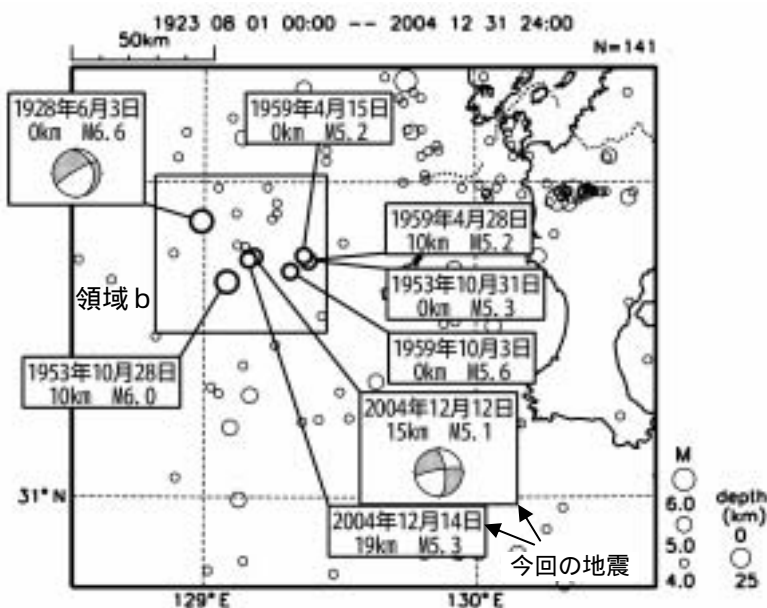 1923 08 01 00:00 -- 2004 12 31 24:00
50km
N=141
1928年6月3日
0km M6.6
1959年4月15日
0km M5.2
1959年4月28日
10km M5.2
1953年10月31日
0km M5.3
1959年10月3日
0km M5.6
領域b
1953年10月28日
10km M6.0
2004年12月12日
15km M5.1
2004年12月14日
19km M5.3
今回の地震
31°N
129°E
130°E
M
6.0
5.0
4.0
depth
(km)
0
25